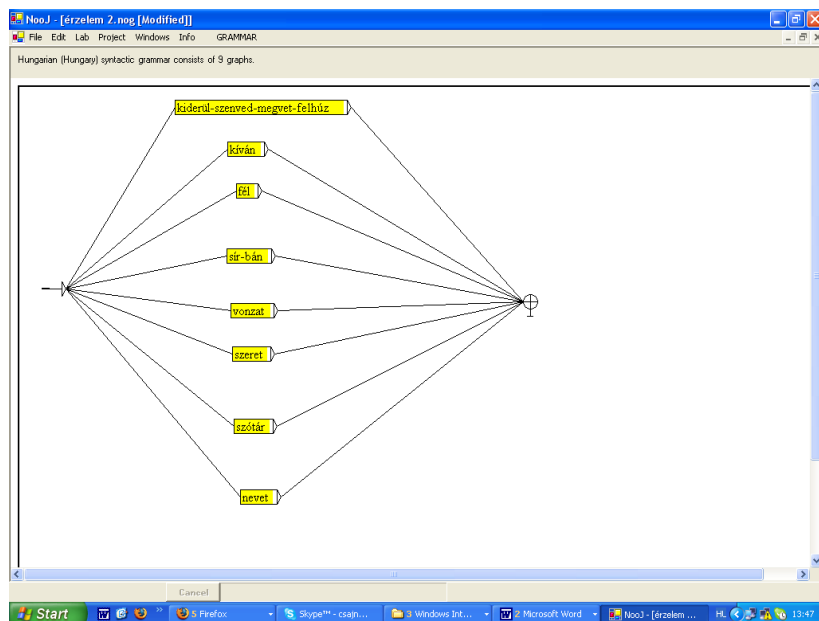 NooJ - [érzelem 2.nog [Modified]]
File Edit Lab Project Windows Info GRAMMAR
Hungarian (Hungary) syntactic grammar consists of 9 graphs.
kiderül-szenved-megvet-felhúz
kíván
fél
sír-bán
vonzat
szeret
szótár
nevet
Cancel
Start 5 Firefox Skype™ - csajn... 3 Windows Int... 2 Microsoft Word NooJ - [érzelem ... HL 13:47